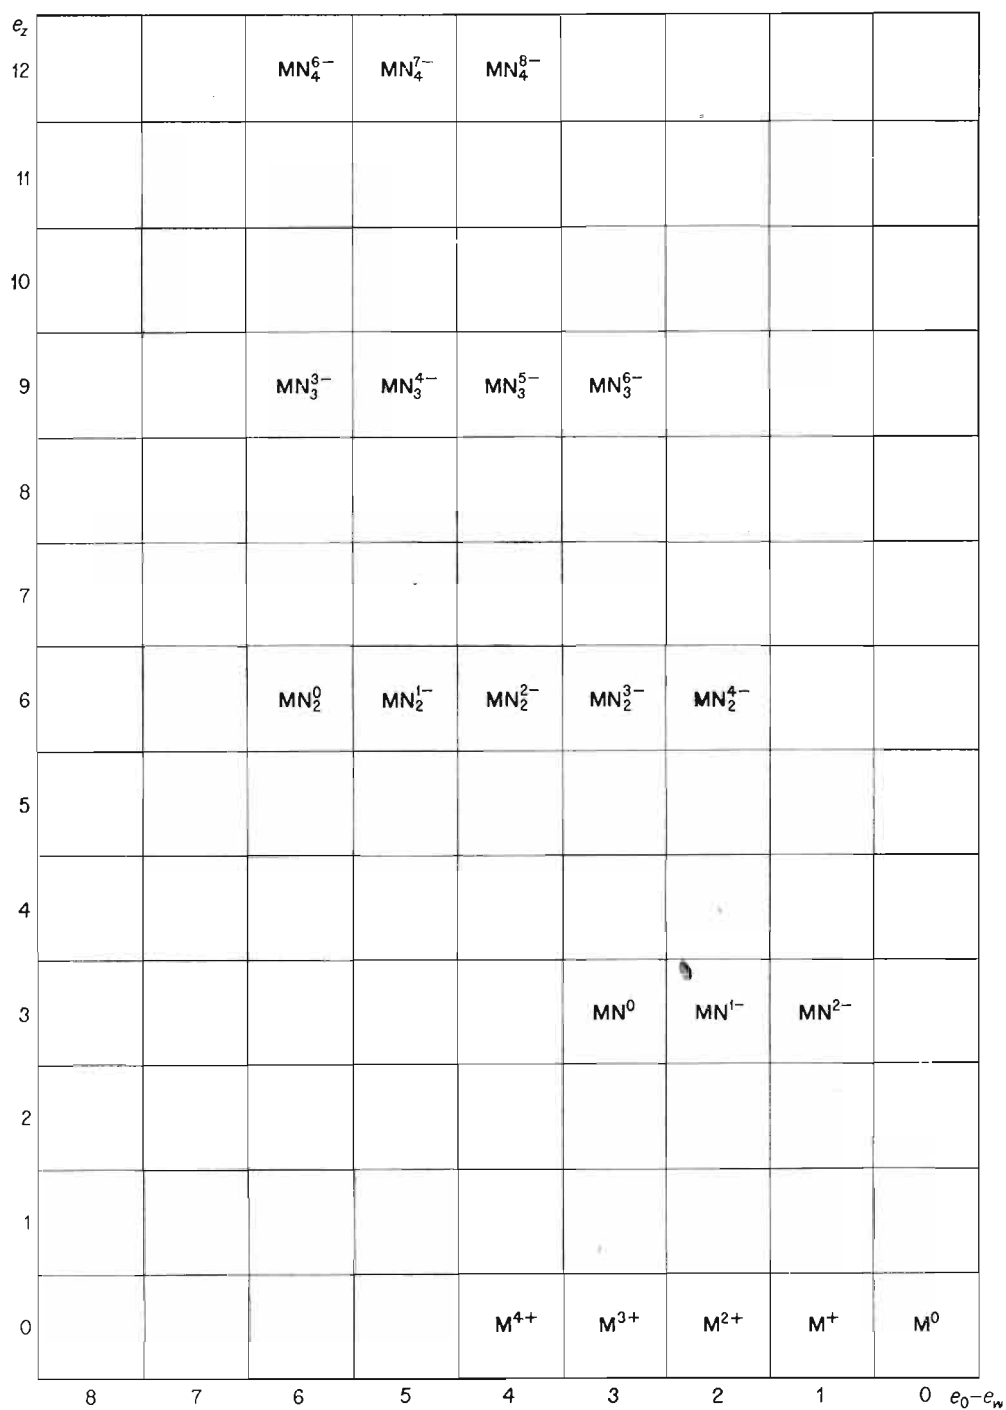 e_z
12 MN₄⁶⁻ MN₄⁷⁻ MN₄⁸⁻
11
10
9 MN₃³⁻ MN₃⁴⁻ MN₃⁵⁻ MN₃⁶⁻
8
7
6 MN₂⁰ MN₂¹⁻ MN₂²⁻ MN₂³⁻ MN₂⁴⁻
5
4
3 MN⁰ MN¹⁻ MN²⁻
2
1
0 M⁴⁺ M³⁺ M²⁺ M⁺ M⁰
8 7 6 5 4 3 2 1 0 e₀–e_w